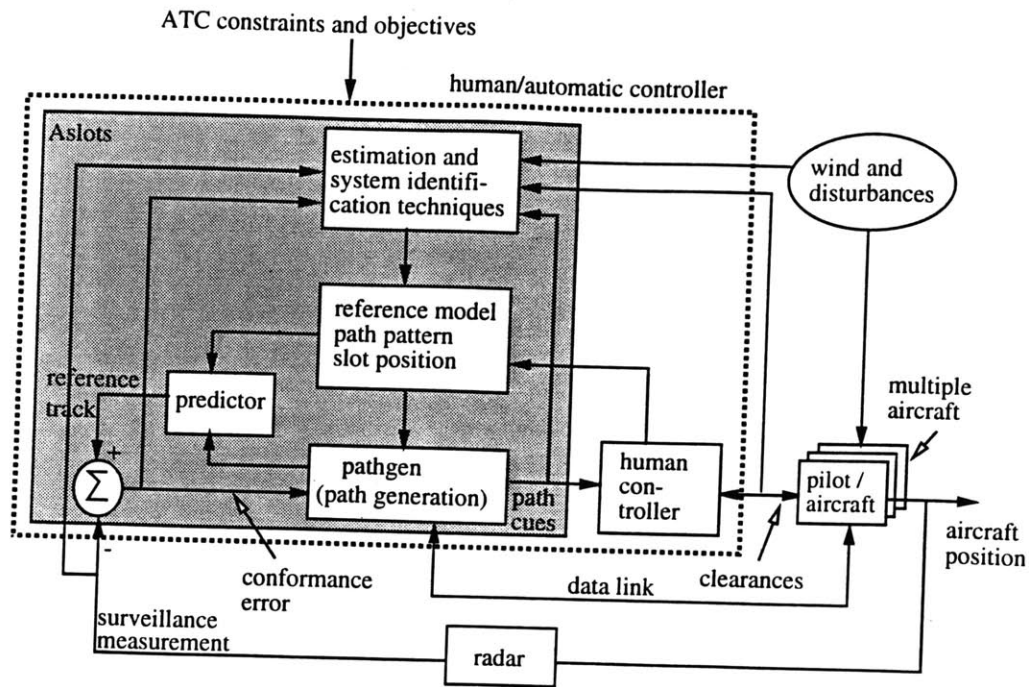 ATC constraints and objectives
human/automatic controller
Aslots
estimation and
system identifi-
cation techniques
wind and
disturbances
reference model
path pattern
slot position
reference
track
predictor
multiple
aircraft
+
Σ
pathgen
(path generation)
path
cues
human
con-
troller
pilot /
aircraft
aircraft
position
-
conformance
error
data link
clearances
surveillance
measurement
radar